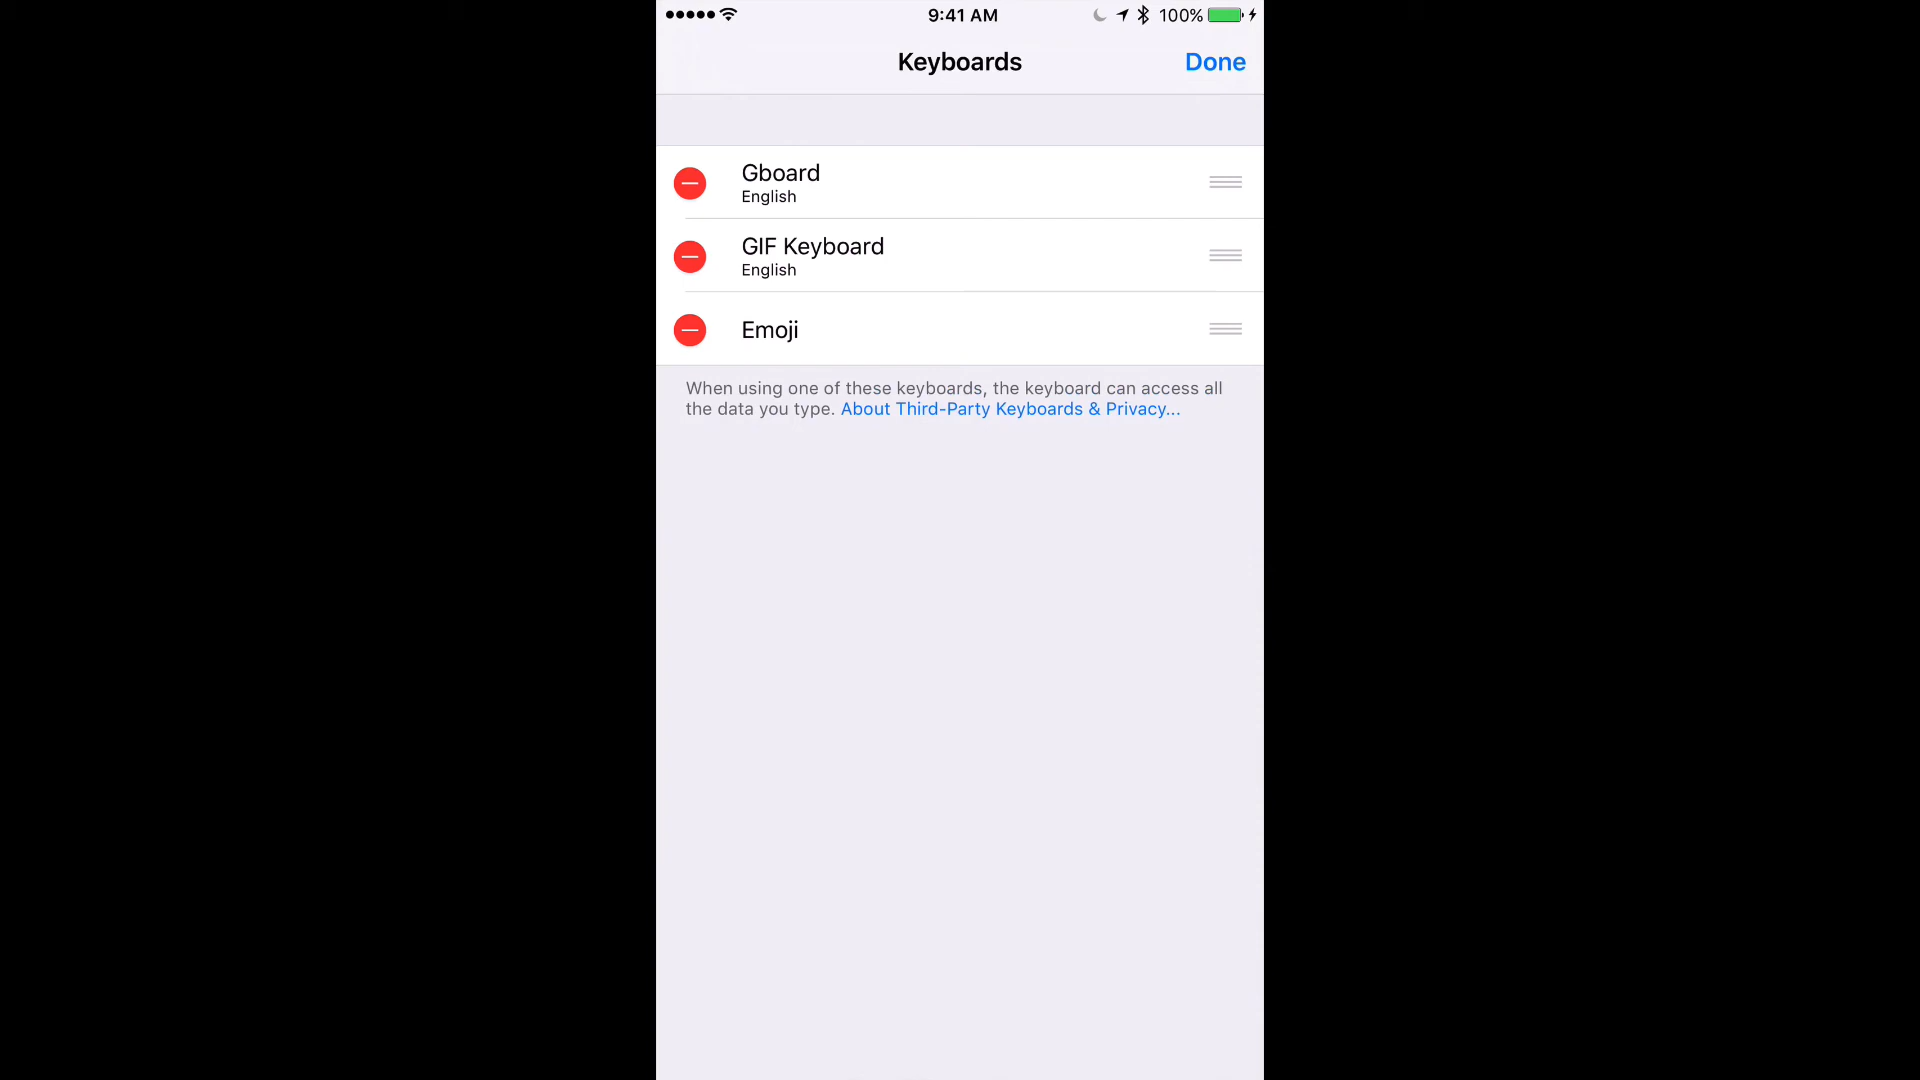 9:41 AM
100%
Keyboards
Done
Gboard
English
GIF Keyboard
English
Emoji
When using one of these keyboards, the keyboard can access all
the data you type. About Third-Party Keyboards & Privacy...